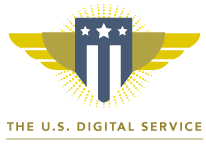 THE U.S. DIGITAL SERVICE